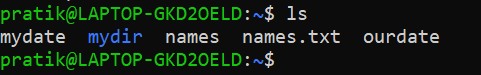 pratik@LAPTOP-GKD2OELD:~$ ls
mydate mydir names names.txt ourdate
pratik@LAPTOP-GKD2OELD:~$